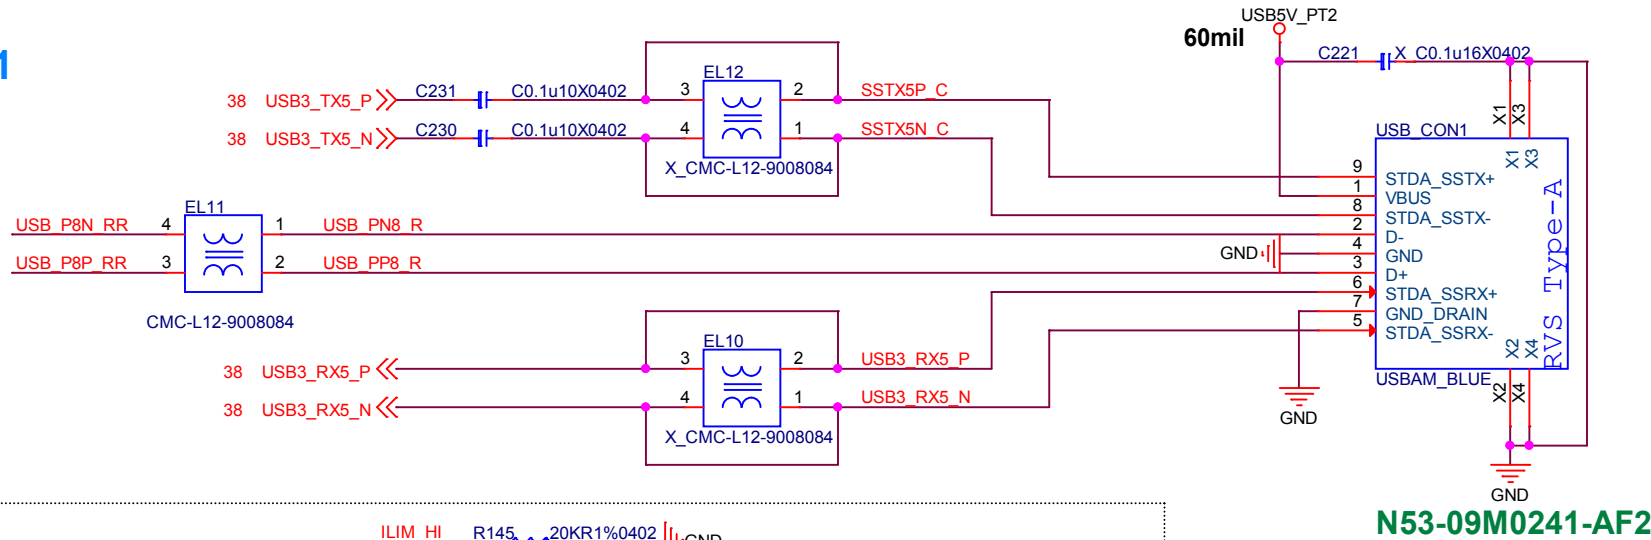 USB5V_PT2
60mil
C221 X_C0.1u16X0402
EL12
38 USB3_TX5_P C231 C0.1u10X0402 3 2 SSTX5P_C
38 USB3_TX5_N C230 C0.1u10X0402 4 1 SSTX5N_C
X_CMC-L12-9008084
X1 X3
USB_CON1
X1 X3
9 STDA_SSTX+
1 VBUS
8 STDA_SSTX-
2 D-
GND 4 GND
3 D+
6 STDA_SSRX+
7 GND_DRAIN
5 STDA_SSRX-
RVS Type-A
X2 X4
USBAM_BLUE
X2 X4
GND
GND
EL11
USB_P8N_RR 4 1 USB_PN8_R
USB_P8P_RR 3 2 USB_PP8_R
CMC-L12-9008084
EL10
38 USB3_RX5_P 3 2 USB3_RX5_P
38 USB3_RX5_N 4 1 USB3_RX5_N
X_CMC-L12-9008084
N53-09M0241-AF2
ILIM_HI R145 20KR1%0402 GND